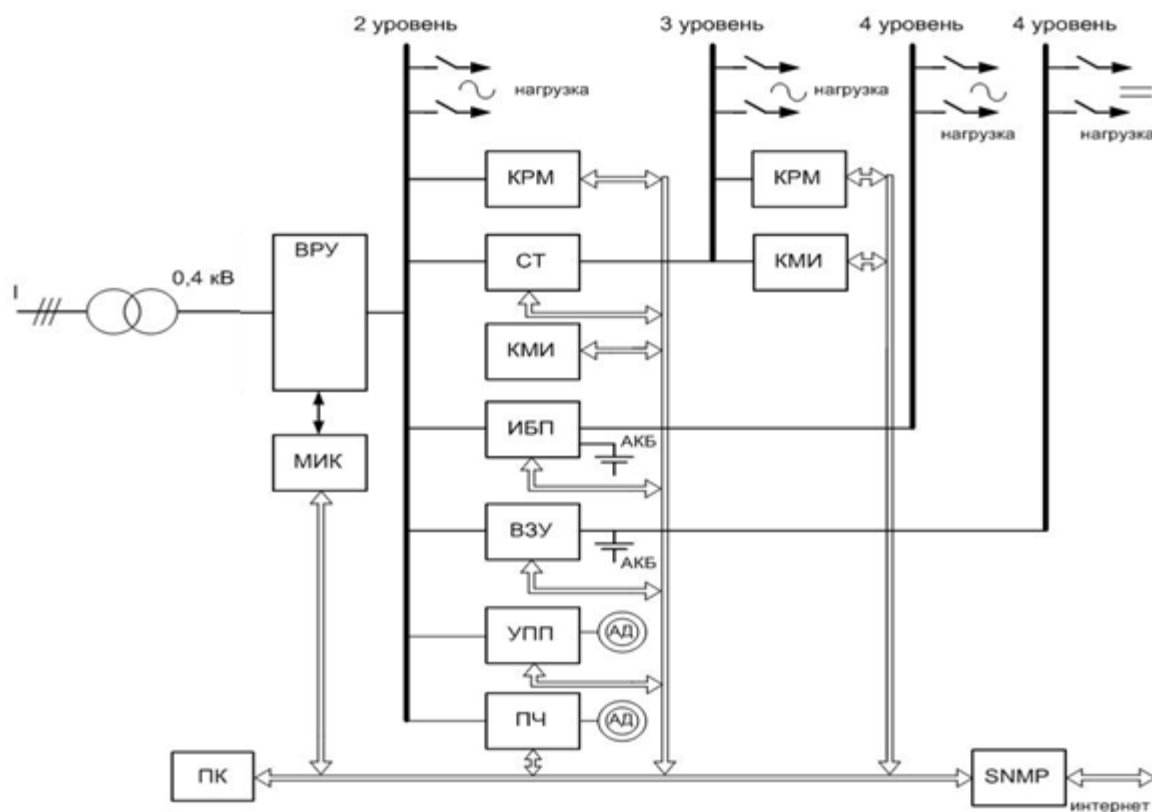 2 уровень
3 уровень
4 уровень
4 уровень
нагрузка
нагрузка
нагрузка
нагрузка
КРМ
КРМ
ВРУ
СТ
КМИ
I
0,4 кВ
КМИ
ИБП
АКБ
МИК
ВЗУ
АКБ
УПП
АД
ПЧ
АД
ПК
SNMP
интернет